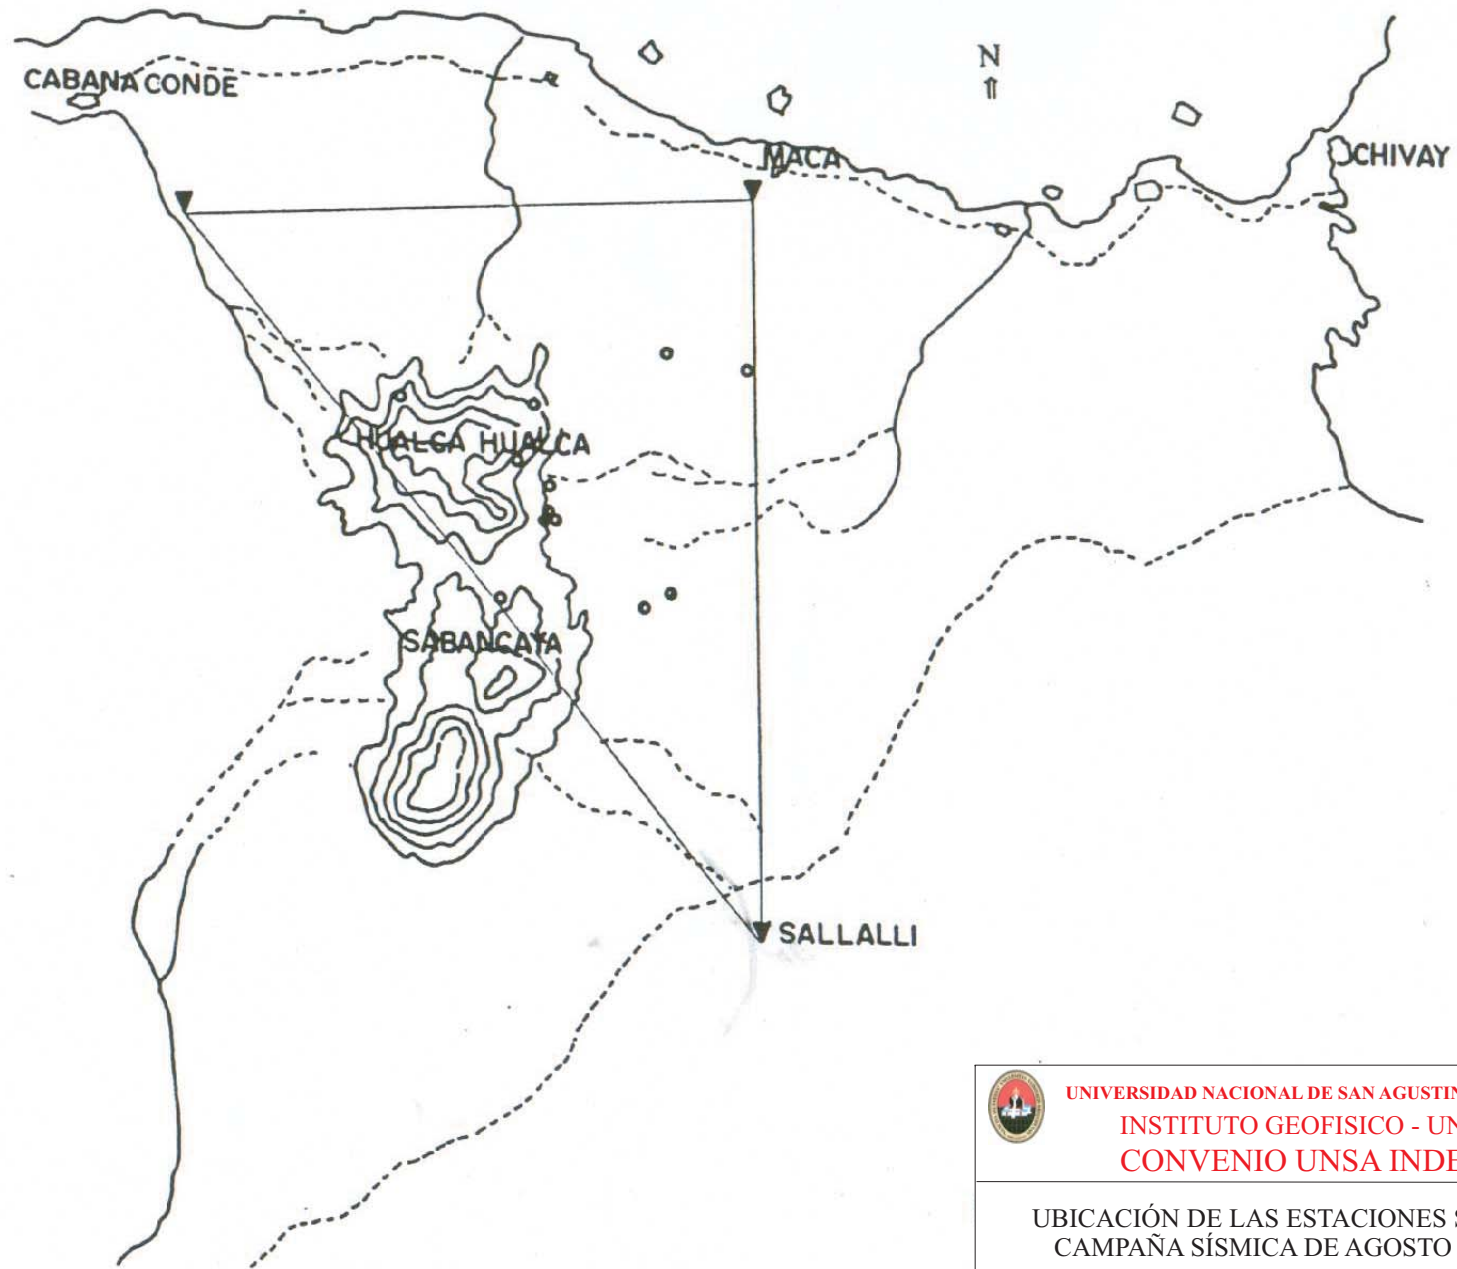 N
CABANA CONDE
MACA
CHIVAY
HUALCA HUALCA
SABANCAYA
SALLALLI
UNIVERSIDAD NACIONAL DE SAN AGUSTIN
INSTITUTO GEOFISICO - UN
CONVENIO UNSA INDE
UBICACIÓN DE LAS ESTACIONES S
CAMPAÑA SÍSMICA DE AGOSTO